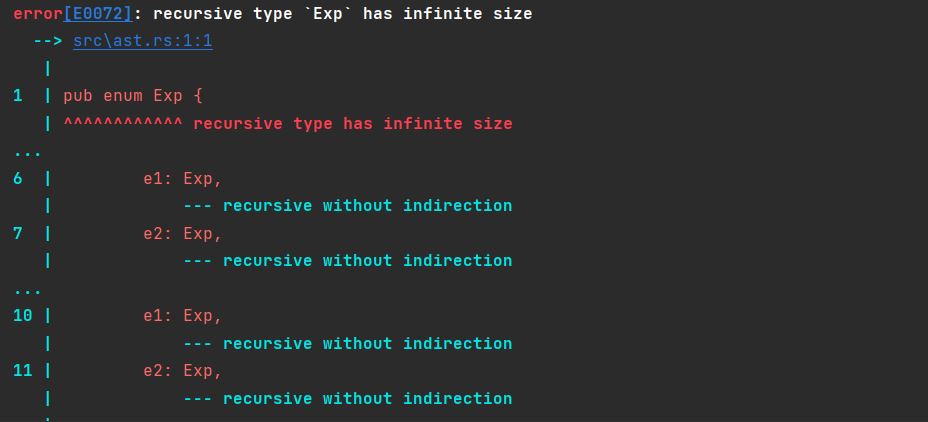 error[E0072]: recursive type `Exp` has infinite size
  --> src\ast.rs:1:1
   |
1  | pub enum Exp {
   | ^^^^^^^^^^^^ recursive type has infinite size
...
6  |         e1: Exp,
   |             --- recursive without indirection
7  |         e2: Exp,
   |             --- recursive without indirection
...
10 |         e1: Exp,
   |             --- recursive without indirection
11 |         e2: Exp,
   |             --- recursive without indirection
   |